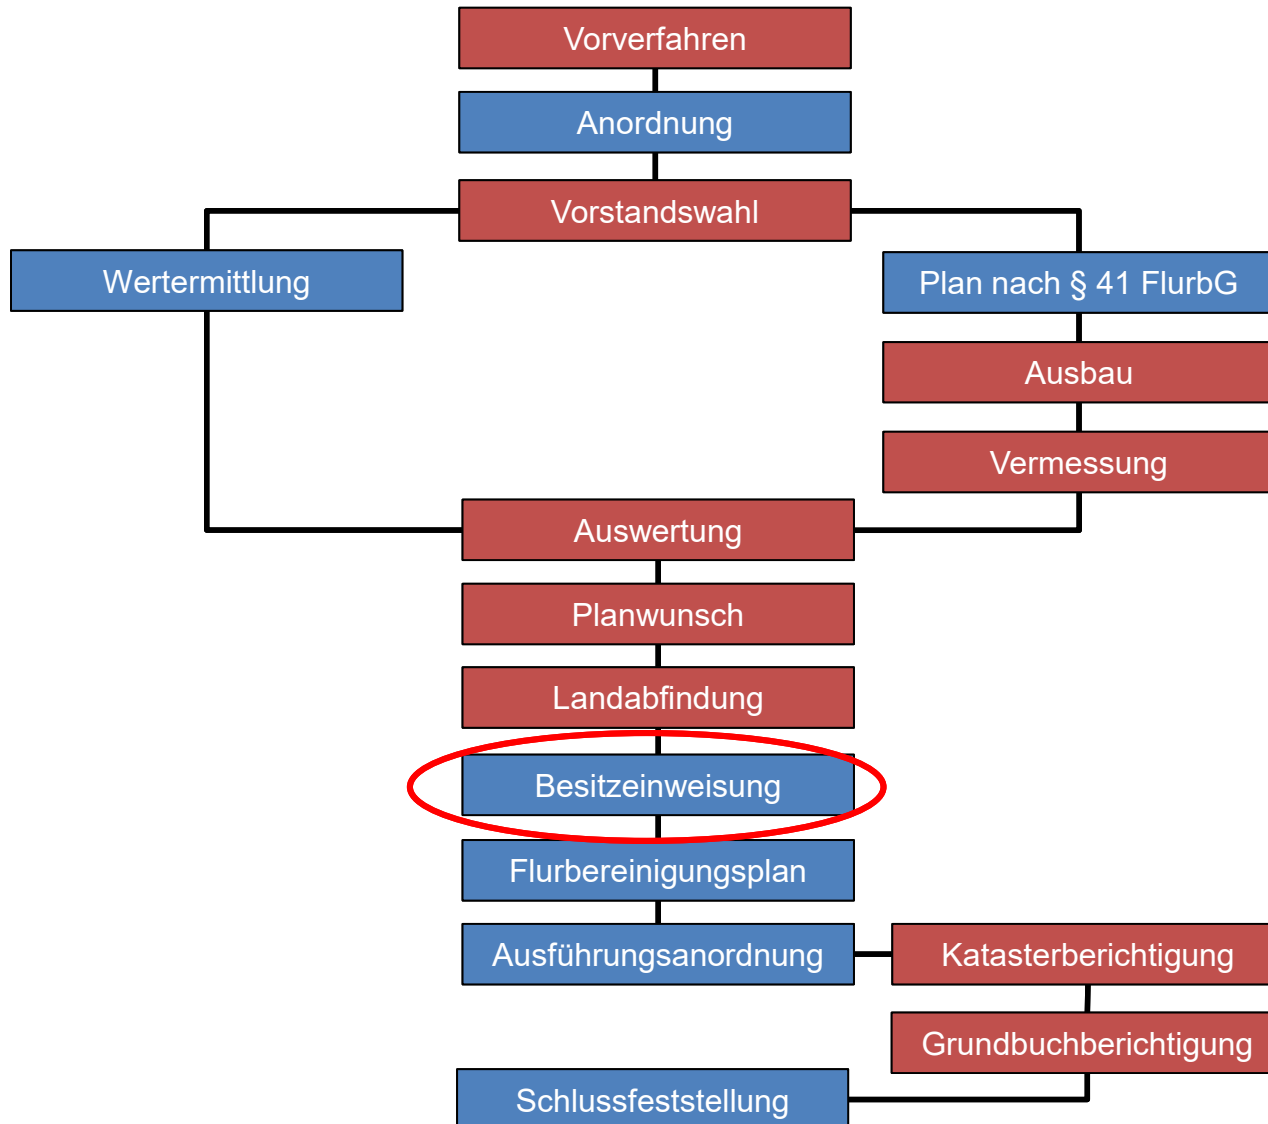 Vorverfahren
Anordnung
Vorstandswahl
Wertermittlung
Plan nach § 41 FlurbG
Ausbau
Vermessung
Auswertung
Planwunsch
Landabfindung
Besitzeinweisung
Flurbereinigungsplan
Ausführungsanordnung
Katasterberichtigung
Grundbuchberichtigung
Schlussfeststellung